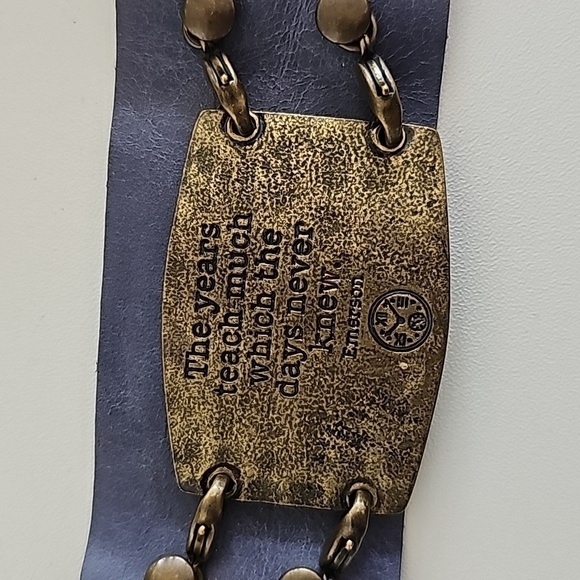 The years
teach much
which the
days never
knew.
Emerson